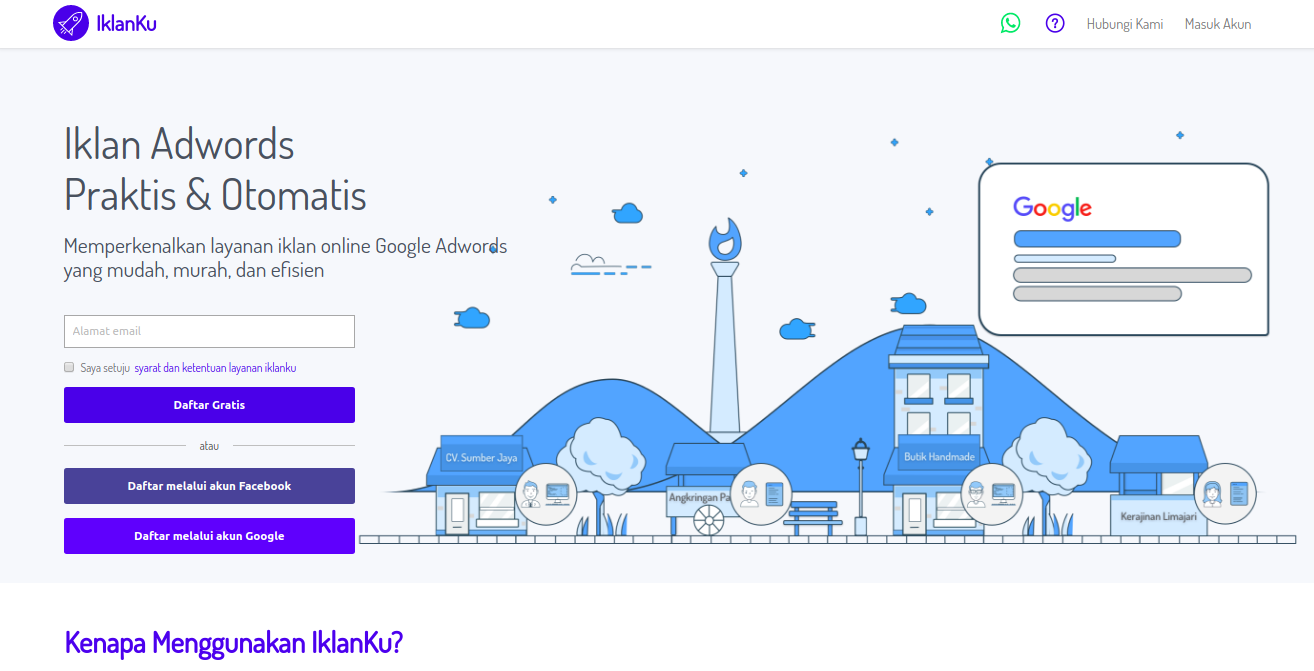 IklanKu
Hubungi Kami
Masuk Akun
Iklan Adwords
Praktis & Otomatis
Memperkenalkan layanan iklan online Google Adwords
yang mudah, murah, dan efisien
Alamat email
Saya setuju syarat dan ketentuan layanan iklanku
Daftar Gratis
atau
Daftar melalui akun Facebook
Daftar melalui akun Google
Google
CV. Sumber Jaya
Angkringan Pa
Butik Handmade
Kerajinan Limajari
Kenapa Menggunakan IklanKu?